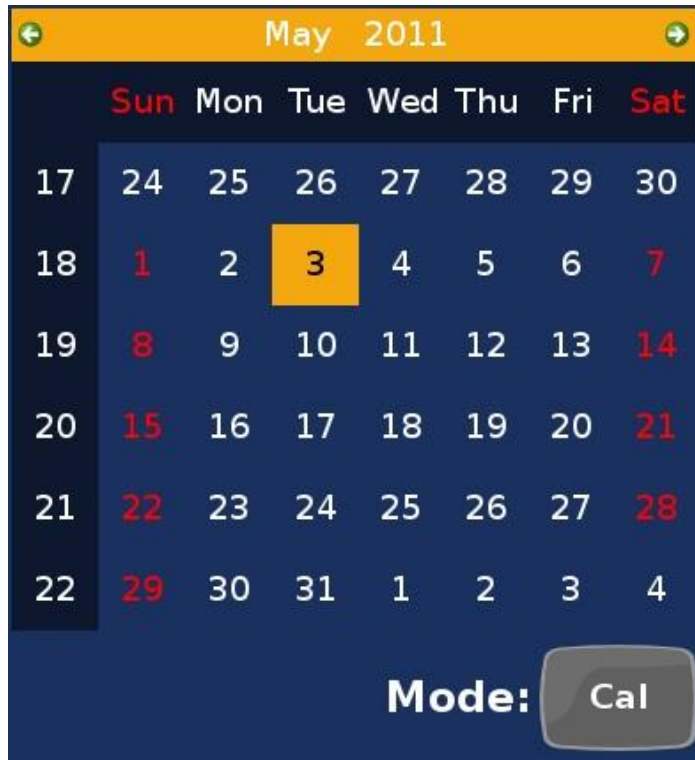 May 2011
Sun Mon Tue Wed Thu Fri Sat
17 24 25 26 27 28 29 30
18 1 2 3 4 5 6 7
19 8 9 10 11 12 13 14
20 15 16 17 18 19 20 21
21 22 23 24 25 26 27 28
22 29 30 31 1 2 3 4
Mode: Cal